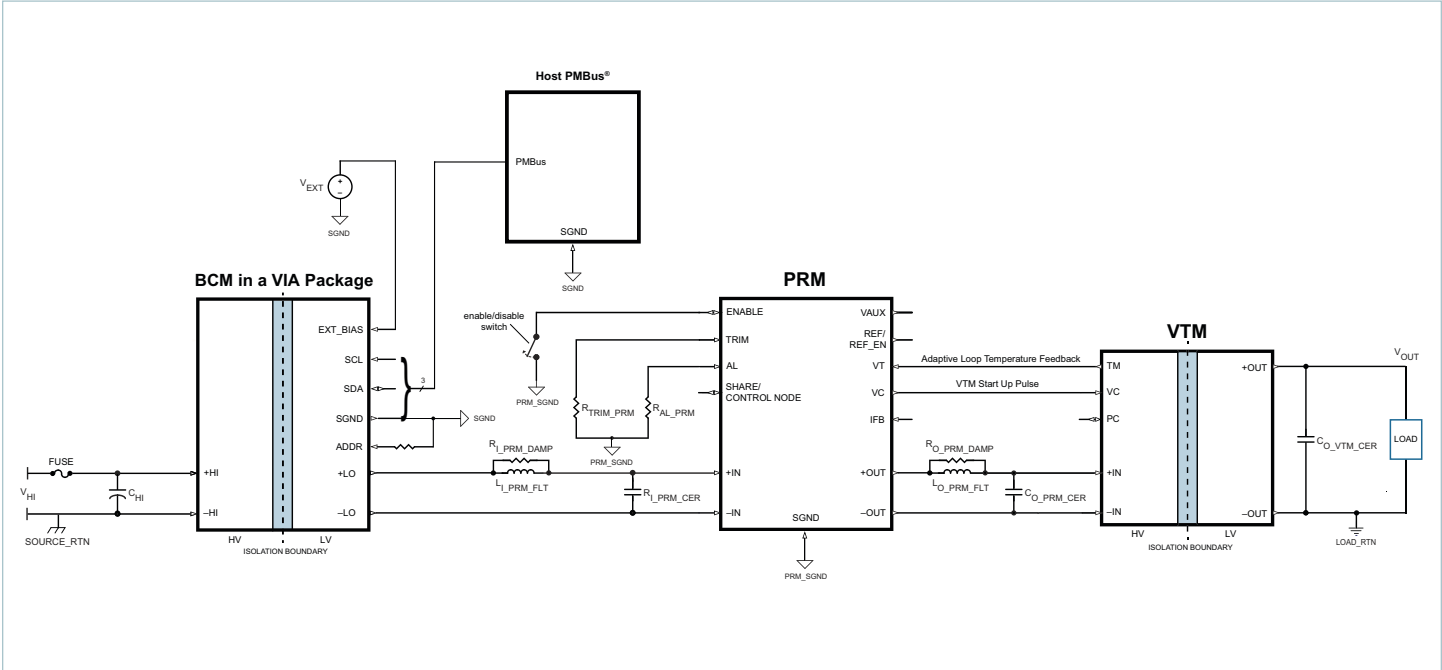 Host PMBus®
PMBus
SGND
SGND
V_EXT
+
–
SGND
BCM in a VIA Package
EXT_BIAS
SCL
SDA
SGND
ADDR
+LO
–LO
+HI
–HI
3
SGND
FUSE
V_HI
C_HI
SOURCE_RTN
HV
LV
ISOLATION BOUNDARY
R_I_PRM_DAMP
L_I_PRM_FLT
R_I_PRM_CER
enable/disable
switch
PRM_SGND
R_TRIM_PRM
R_AL_PRM
PRM_SGND
PRM
ENABLE
TRIM
AL
SHARE/
CONTROL NODE
+IN
–IN
VAUX
REF/
REF_EN
VT
VC
IFB
+OUT
–OUT
SGND
PRM_SGND
Adaptive Loop Temperature Feedback
VTM Start Up Pulse
R_O_PRM_DAMP
L_O_PRM_FLT
C_O_PRM_CER
VTM
TM
VC
PC
+IN
–IN
+OUT
–OUT
HV
LV
ISOLATION BOUNDARY
V_OUT
C_O_VTM_CER
LOAD
LOAD_RTN